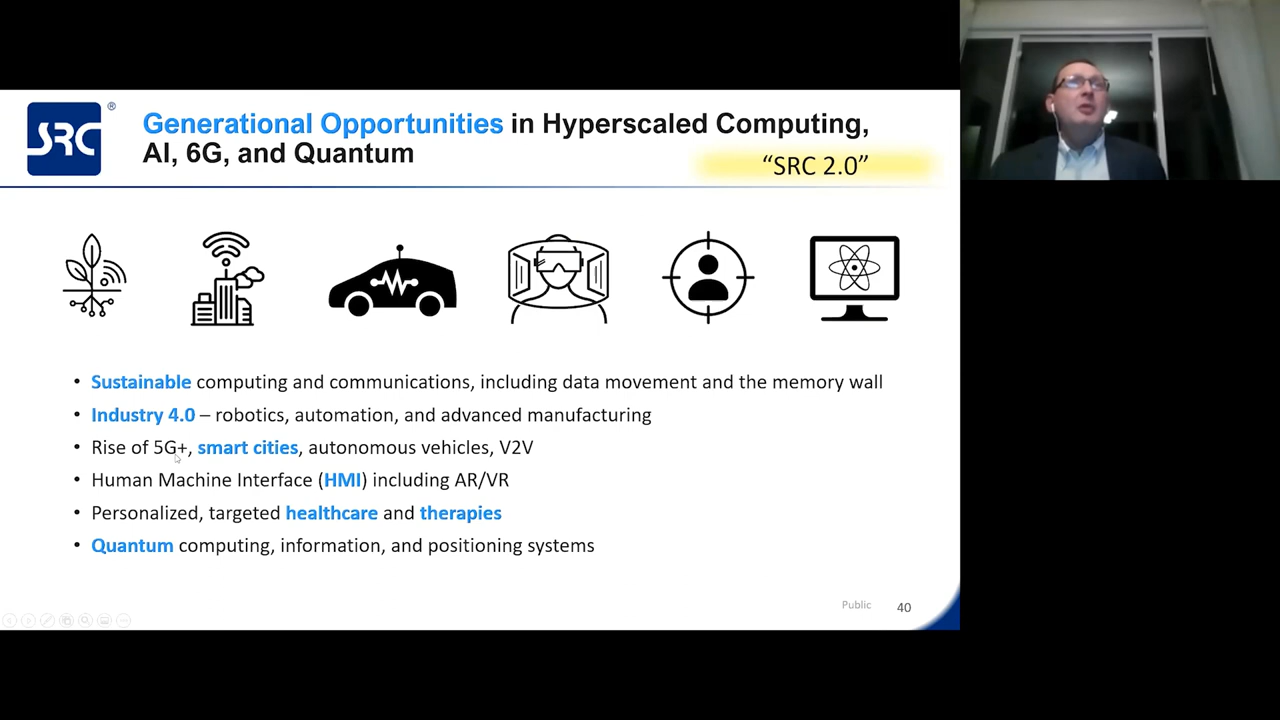 SRC®
Generational Opportunities in Hyperscaled Computing,
AI, 6G, and Quantum
“SRC 2.0”
• Sustainable computing and communications, including data movement and the memory wall
• Industry 4.0 – robotics, automation, and advanced manufacturing
• Rise of 5G+, smart cities, autonomous vehicles, V2V
• Human Machine Interface (HMI) including AR/VR
• Personalized, targeted healthcare and therapies
• Quantum computing, information, and positioning systems
Public 40